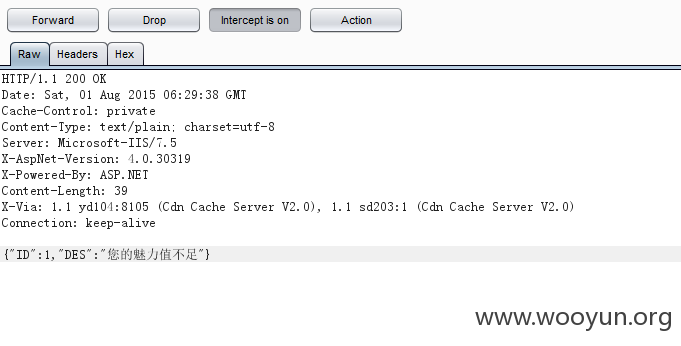 Forward Drop Intercept is on Action
Raw Headers Hex
HTTP/1.1 200 OK
Date: Sat, 01 Aug 2015 06:29:38 GMT
Cache-Control: private
Content-Type: text/plain; charset=utf-8
Server: Microsoft-IIS/7.5
X-AspNet-Version: 4.0.30319
X-Powered-By: ASP.NET
Content-Length: 39
X-Via: 1.1 yd104:8105 (Cdn Cache Server V2.0), 1.1 sd203:1 (Cdn Cache Server V2.0)
Connection: keep-alive
{"ID":1,"DES":"您的魅力值不足"}
www.wooyun.org